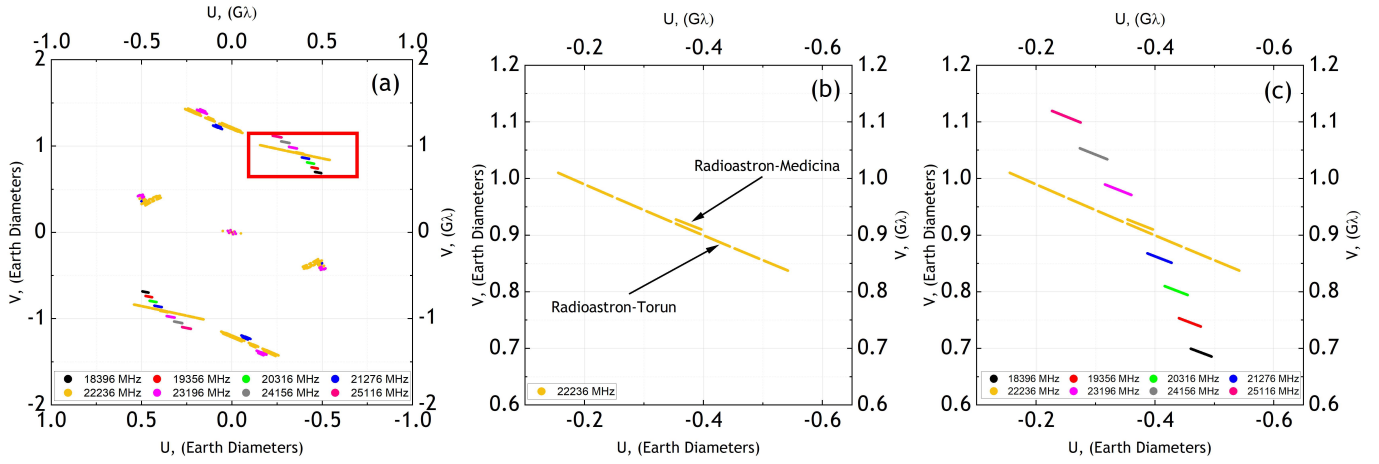 U, (Gλ)
-1.0 -0.5 0.0 0.5 1.0
V, (Earth Diameters)
2
1
0
-1
-2
(a)
2
1
0
-1
-2
V, (Gλ)
18396 MHz 19356 MHz 20316 MHz 21276 MHz
22236 MHz 23196 MHz 24156 MHz 25116 MHz
1.0 0.5 0.0 -0.5 -1.0
U, (Earth Diameters)
U, (Gλ)
-0.2 -0.4 -0.6
V, (Earth Diameters)
1.2
1.1
1.0
0.9
0.8
0.7
0.6
(b)
Radioastron-Medicina
Radioastron-Torun
1.2
1.1
1.0
0.9
0.8
0.7
0.6
V, (Gλ)
22236 MHz
-0.2 -0.4 -0.6
U, (Earth Diameters)
U, (Gλ)
-0.2 -0.4 -0.6
V, (Earth Diameters)
1.2
1.1
1.0
0.9
0.8
0.7
0.6
(c)
1.2
1.1
1.0
0.9
0.8
0.7
0.6
V, (Gλ)
18396 MHz 19356 MHz 20316 MHz 21276 MHz
22236 MHz 23196 MHz 24156 MHz 25116 MHz
-0.2 -0.4 -0.6
U, (Earth Diameters)